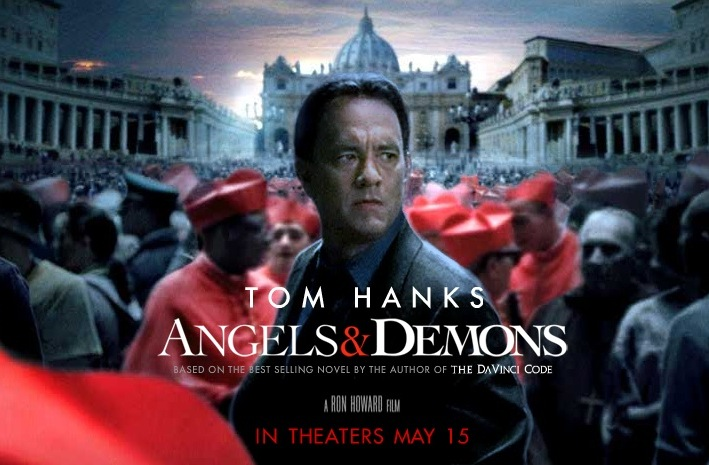 TOM HANKS
ANGELS & DEMONS
BASED ON THE BEST SELLING NOVEL BY THE AUTHOR OF THE DAVINCI CODE
A RON HOWARD FILM
IN THEATERS MAY 15